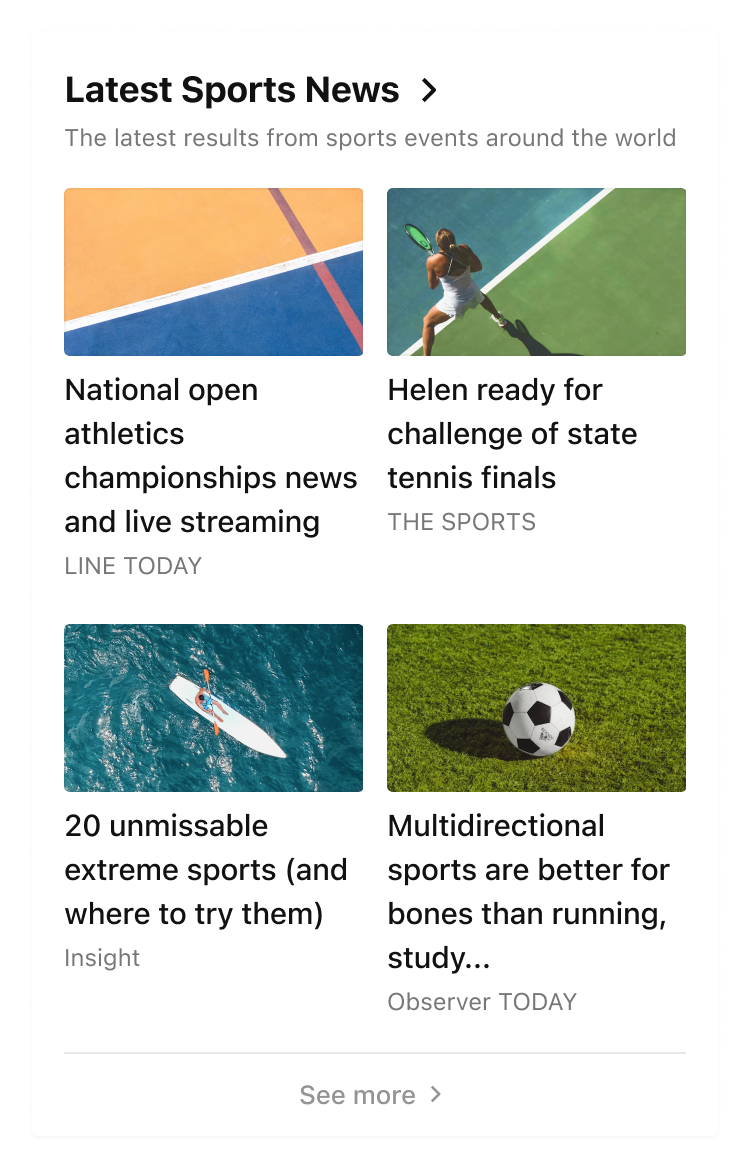 Latest Sports News
The latest results from sports events around the world
National open
athletics
championships news
and live streaming
LINE TODAY
Helen ready for
challenge of state
tennis finals
THE SPORTS
20 unmissable
extreme sports (and
where to try them)
Insight
Multidirectional
sports are better for
bones than running,
study...
Observer TODAY
See more